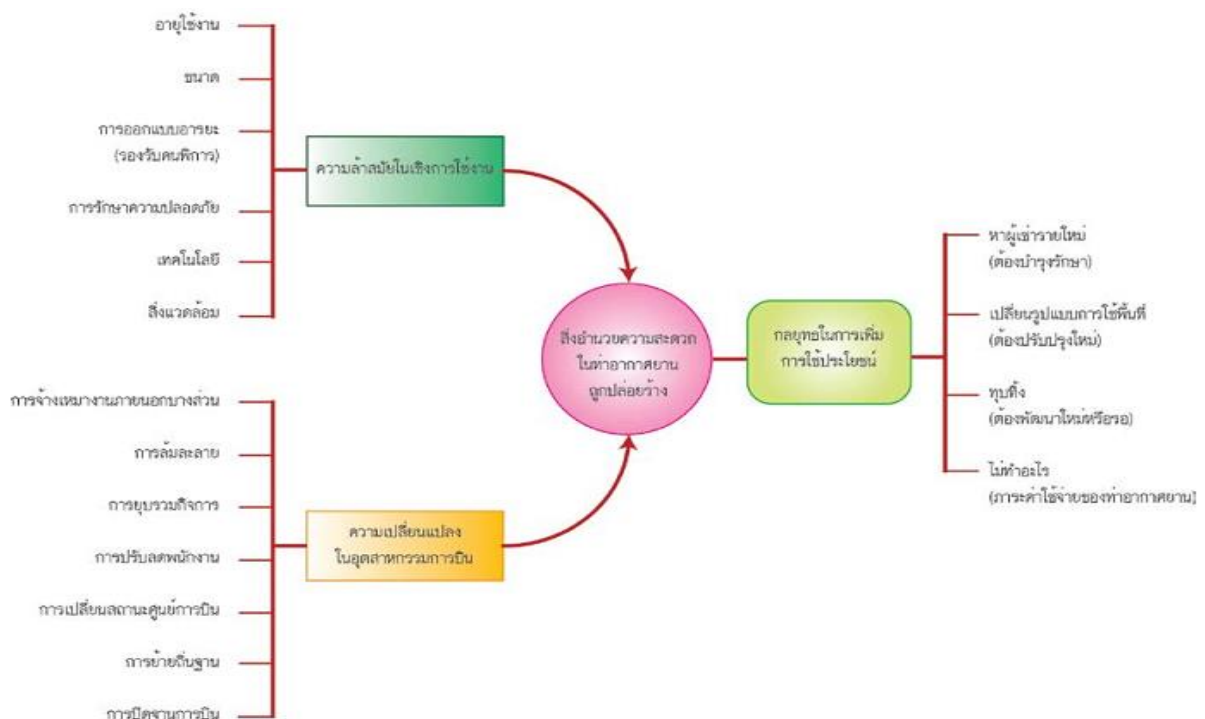 อายุใช้งาน
ขนาด
การออกแบบอารยะ
(รองรับคนพิการ)
การรักษาความปลอดภัย
เทคโนโลยี
สิ่งแวดล้อม
ความล้าสมัยในเชิงการใช้งาน
การจ้างเหมางานภายนอกบางส่วน
การล้มละลาย
การยุบรวมกิจการ
การปรับลดพนักงาน
การเปลี่ยนสถานะศูนย์การบิน
การย้ายถิ่นฐาน
การปิดฐานการบิน
ความเปลี่ยนแปลง
ในอุตสาหกรรมการบิน
สิ่งอำนวยความสะดวก
ในท่าอากาศยาน
ถูกปล่อยว้าง
กลยุทธในการเพิ่ม
การใช้ประโยชน์
หาผู้เช่ารายใหม่
(ต้องบำรุงรักษา)
เปลี่ยนรูปแบบการใช้พื้นที่
(ต้องปรับปรุงใหม่)
ทุบทิ้ง
(ต้องพัฒนาใหม่หรือรอ)
ไม่ทำอะไร
(ภาระค่าใช้จ่ายของท่าอากาศยาน)